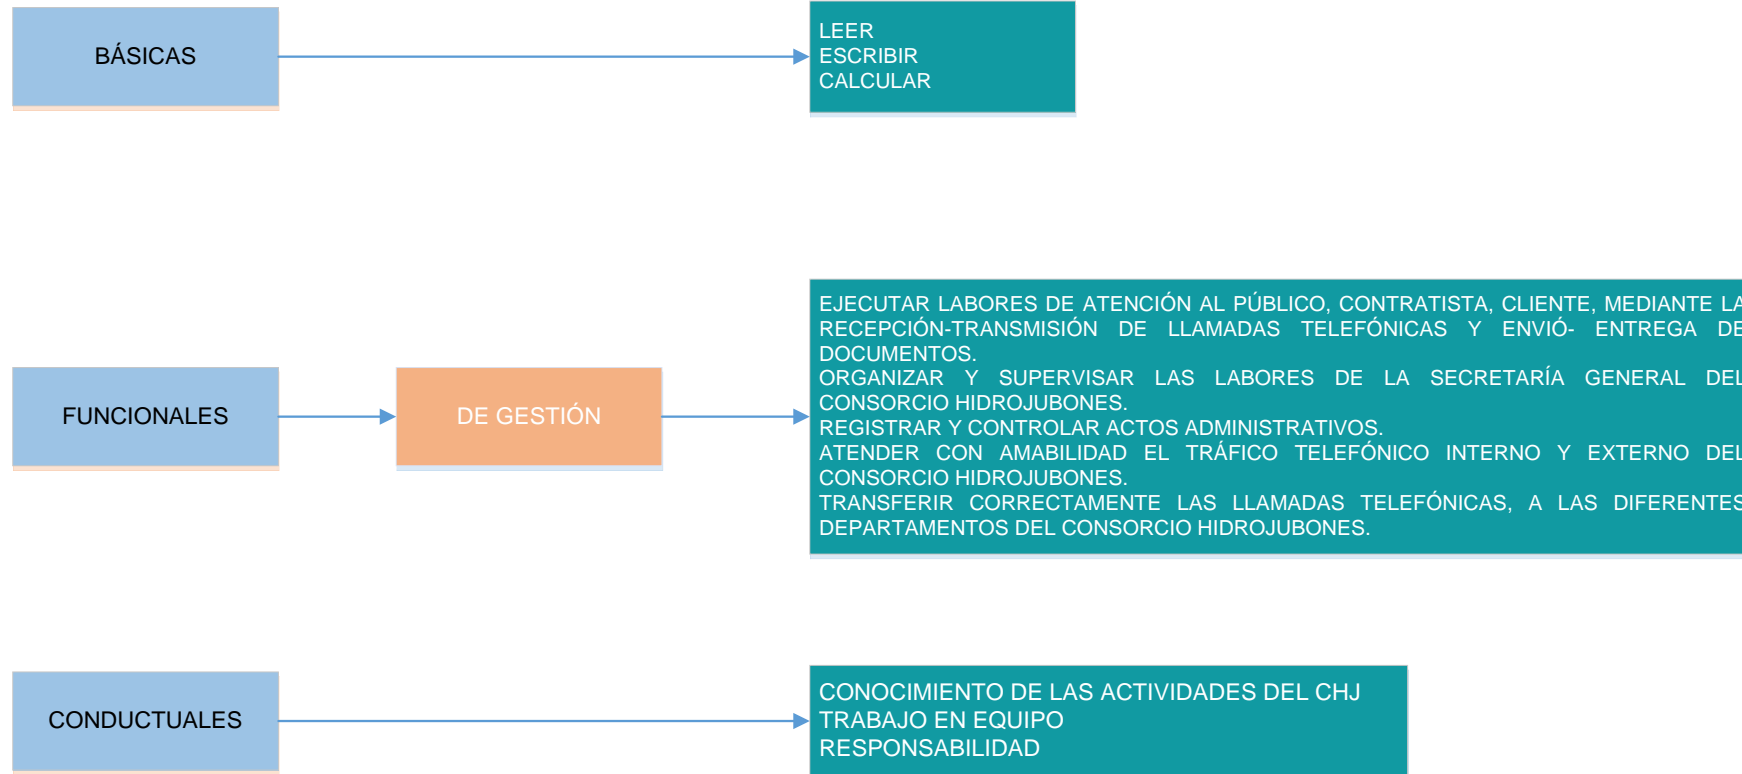 BÁSICAS
LEER
ESCRIBIR
CALCULAR
FUNCIONALES
DE GESTIÓN
EJECUTAR LABORES DE ATENCIÓN AL PÚBLICO, CONTRATISTA, CLIENTE, MEDIANTE LA
RECEPCIÓN-TRANSMISIÓN DE LLAMADAS TELEFÓNICAS Y ENVIÓ- ENTREGA DE
DOCUMENTOS.
ORGANIZAR Y SUPERVISAR LAS LABORES DE LA SECRETARÍA GENERAL DEL
CONSORCIO HIDROJUBONES.
REGISTRAR Y CONTROLAR ACTOS ADMINISTRATIVOS.
ATENDER CON AMABILIDAD EL TRÁFICO TELEFÓNICO INTERNO Y EXTERNO DEL
CONSORCIO HIDROJUBONES.
TRANSFERIR CORRECTAMENTE LAS LLAMADAS TELEFÓNICAS, A LAS DIFERENTES
DEPARTAMENTOS DEL CONSORCIO HIDROJUBONES.
CONDUCTUALES
CONOCIMIENTO DE LAS ACTIVIDADES DEL CHJ
TRABAJO EN EQUIPO
RESPONSABILIDAD